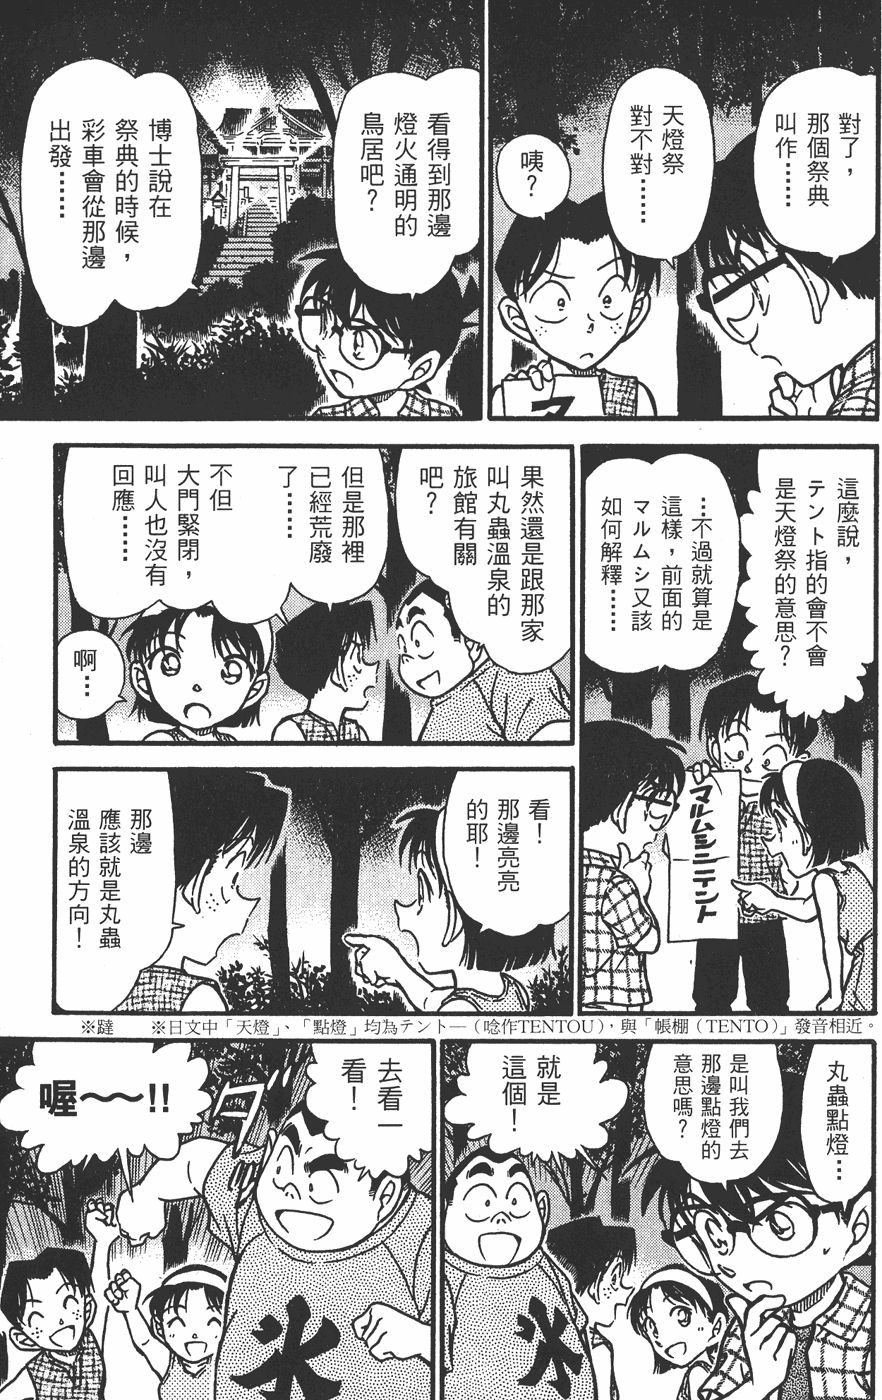 對了，
那個祭典
叫作……
天燈祭
對不對……
咦？
マ
看得到那邊
燈火通明的
鳥居吧？
博士說在
祭典的時候，
彩車會從那邊
出發……
這麼說，
テント指的會不會
是天燈祭的意思？
…不過就算是
這樣，前面的
マルムシ又該
如何解釋……
マルムシニテント
果然還是跟那家
叫丸蟲溫泉的
旅館有關
吧？
但是那裡
已經荒廢
了……
不但
大門緊閉，
叫人也沒有
回應……
啊…
看！
那邊亮亮
的耶！
那邊
應該就是丸蟲
溫泉的方向！
※躂　※日文中「天燈」、「點燈」均為テント—（唸作TENTOU），與「帳棚（TENTO）」發音相近。
丸蟲點燈…
是叫我們去
那邊點燈的
意思嗎？
就是
這個！
氷
去看一
看！
ダッ
氷
喔～～!!